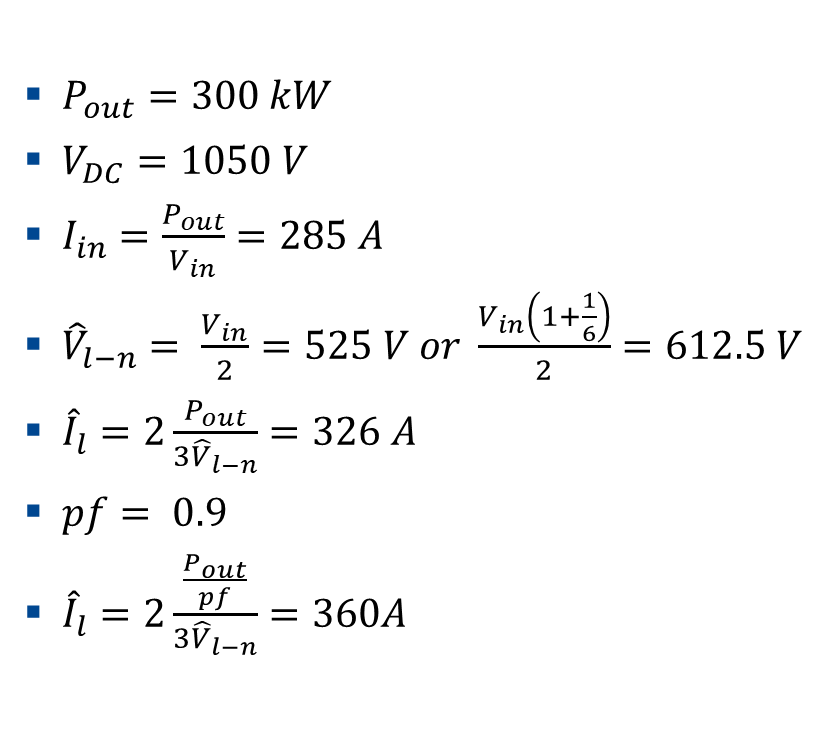 ▪ P_out = 300 kW
▪ V_DC = 1050 V
▪ I_in = P_out/V_in = 285 A
▪ V̂_l−n = V_in/2 = 525 V or V_in(1+1/6)/2 = 612.5 V
▪ Î_l = 2 P_out/3V̂_l−n = 326 A
▪ pf = 0.9
▪ Î_l = 2 (P_out/pf)/3V̂_l−n = 360A